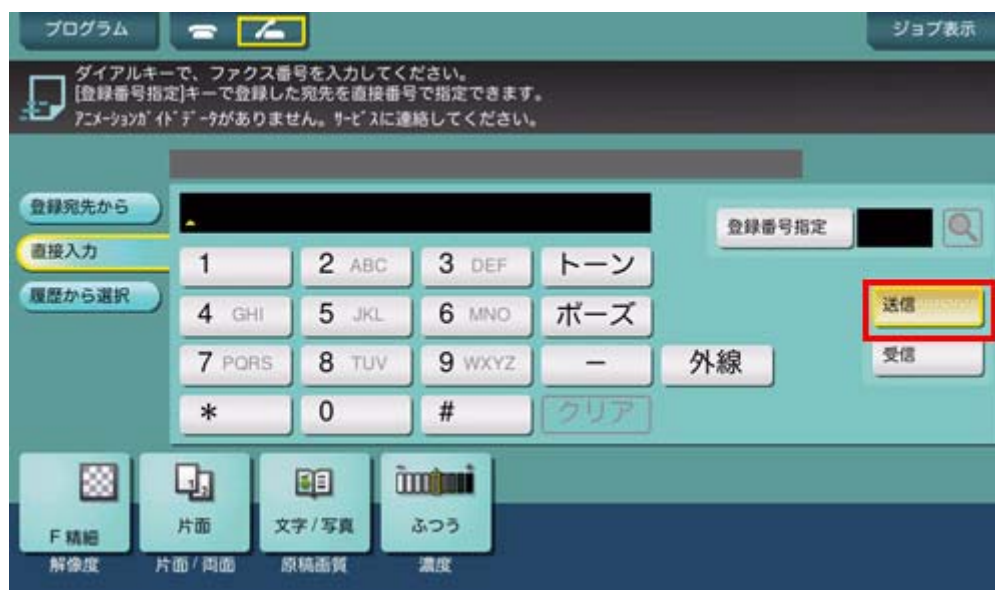 プログラム
ジョブ表示
ダイアルキーで、ファクス番号を入力してください。
[登録番号指定]キーで登録した宛先を直接番号で指定できます。
ｱﾆﾒｰｼｮﾝｶﾞｲﾄﾞﾃﾞｰﾀがありません。ｻｰﾋﾞｽに連絡してください。
登録宛先から
登録番号指定
直接入力
1 2 ABC 3 DEF トーン
履歴から選択
送信
4 GHI 5 JKL 6 MNO ポーズ
7 PQRS 8 TUV 9 WXYZ － 外線
受信
* 0 # クリア
1 2
F 精細 片面 文字/写真 ふつう
解像度 片面/両面 原稿画質 濃度